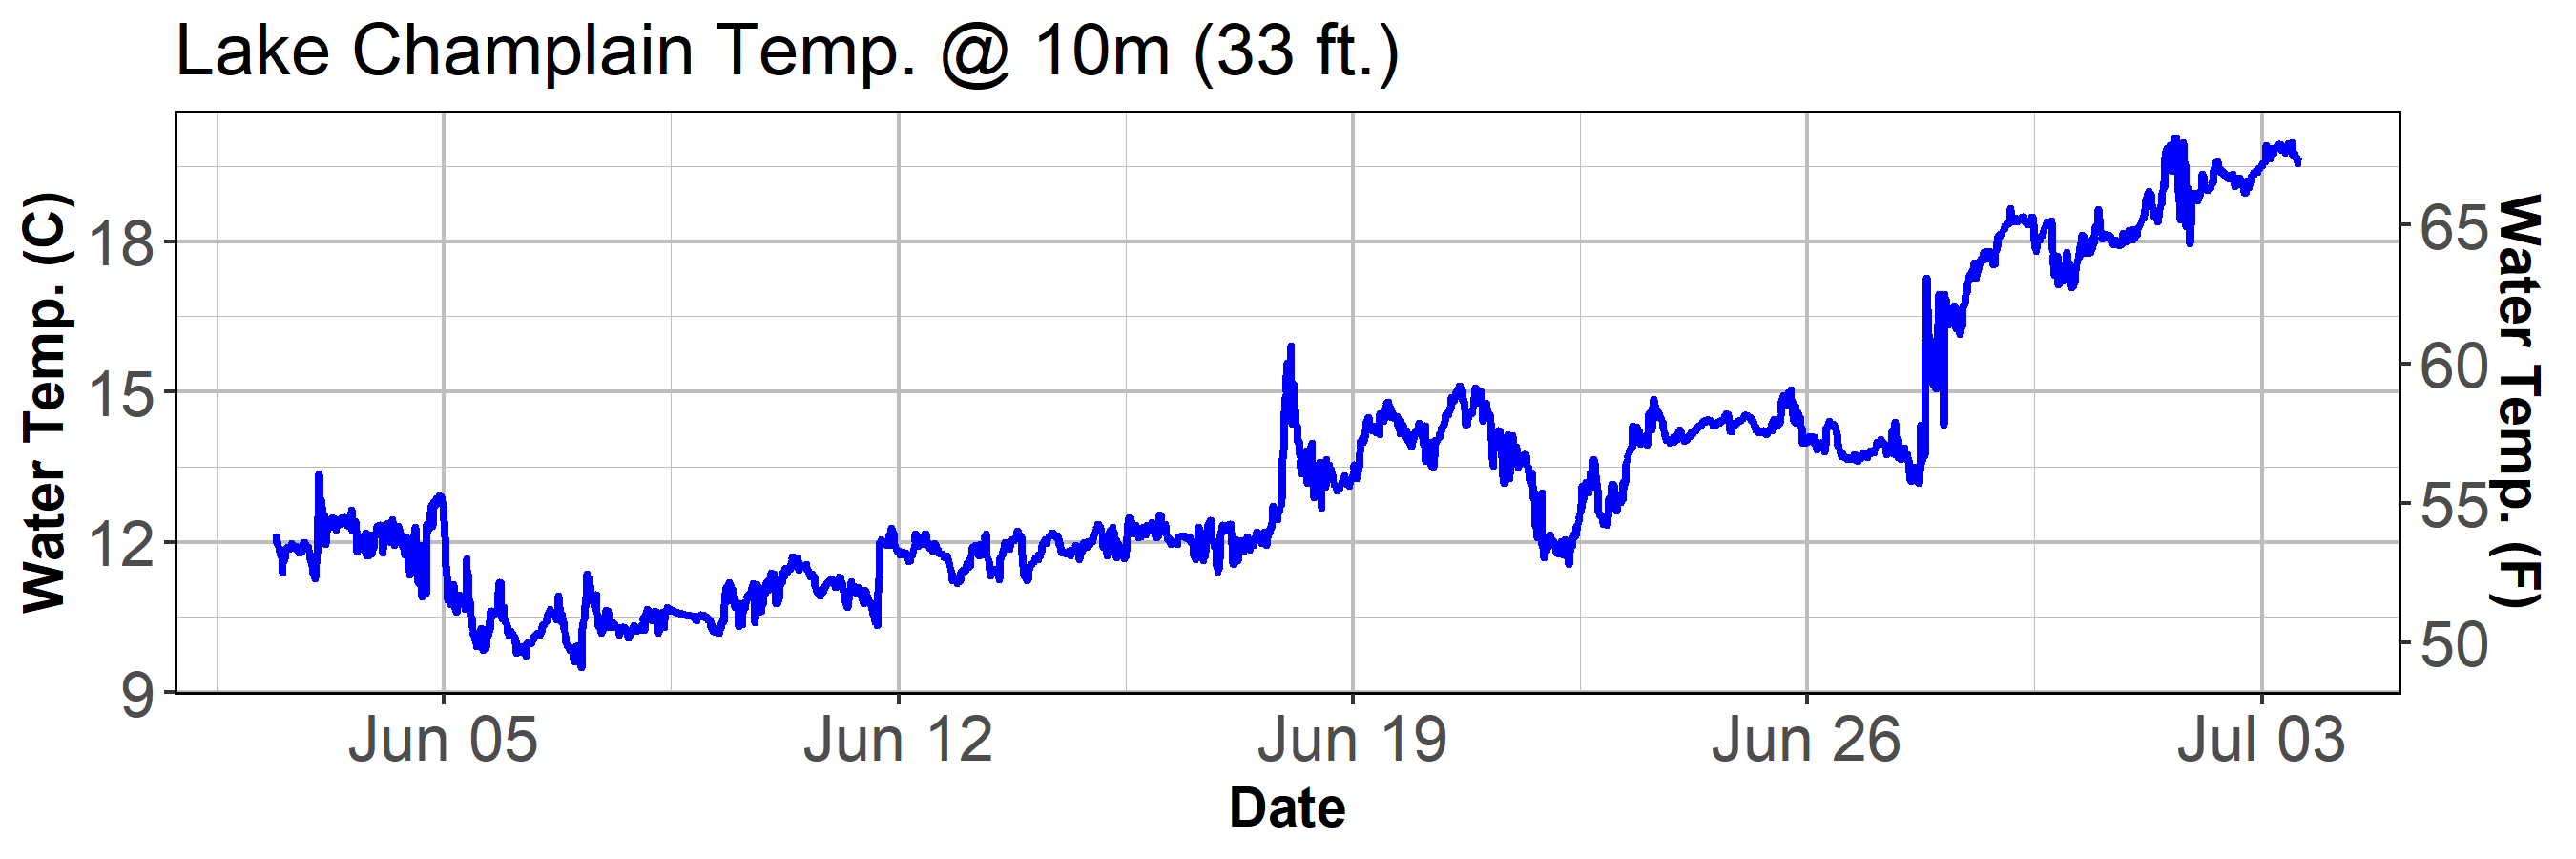 Lake Champlain Temp. @ 10m (33 ft.)
Water Temp. (C)
18
15
12
9
65
60
55
50
Water Temp. (F)
Jun 05
Jun 12
Jun 19
Jun 26
Jul 03
Date